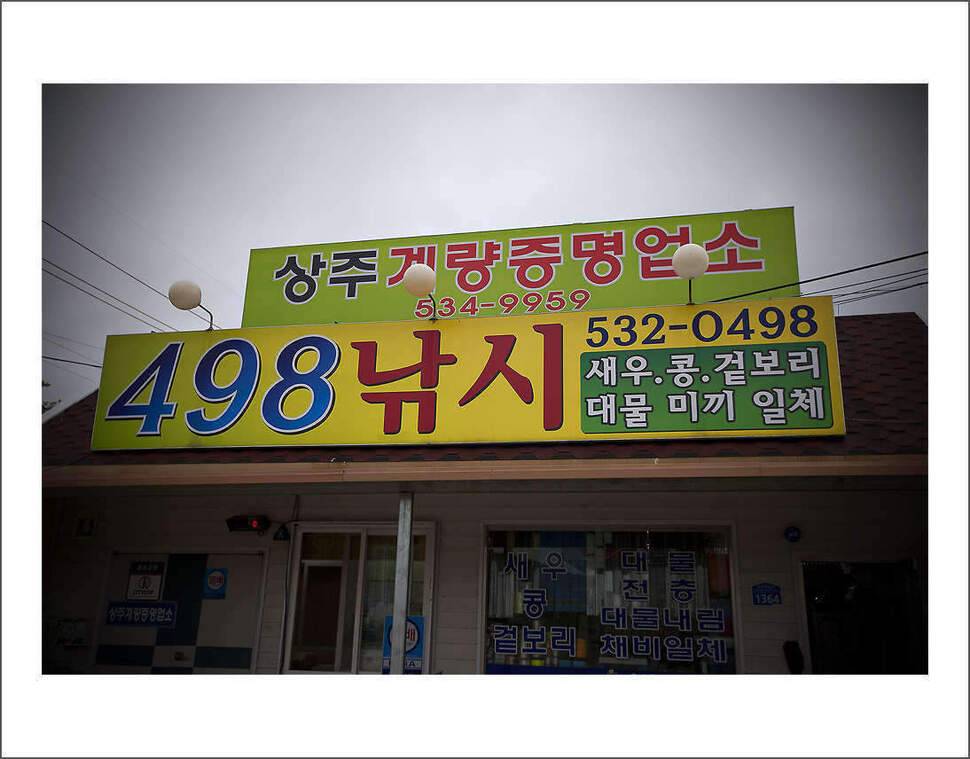 상주계량증명업소
534-9959
498낚시
532-0498
새우.콩.겉보리
대물 미끼 일체
상주계량증명업소
1364
새우
콩
겉보리
대물
전층
대물내림
채비일체